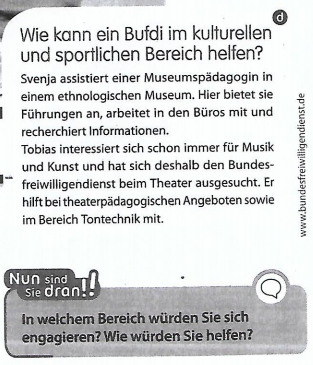 d
Wie kann ein Bufdi im kulturellen
und sportlichen Bereich helfen?
Svenja assistiert einer Museumspädagogin in
einem ethnologischen Museum. Hier bietet sie
Führungen an, arbeitet in den Büros mit und
recherchiert Informationen.
Tobias interessiert sich schon immer für Musik
und Kunst und hat sich deshalb den Bundes-
freiwilligendienst beim Theater ausgesucht. Er
hilft bei theaterpädagogischen Angeboten sowie
im Bereich Tontechnik mit.
www.bundesfreiwilligendienst.de
Nun sind
Sie dran!!
In welchem Bereich würden Sie sich
engagieren? Wie würden Sie helfen?